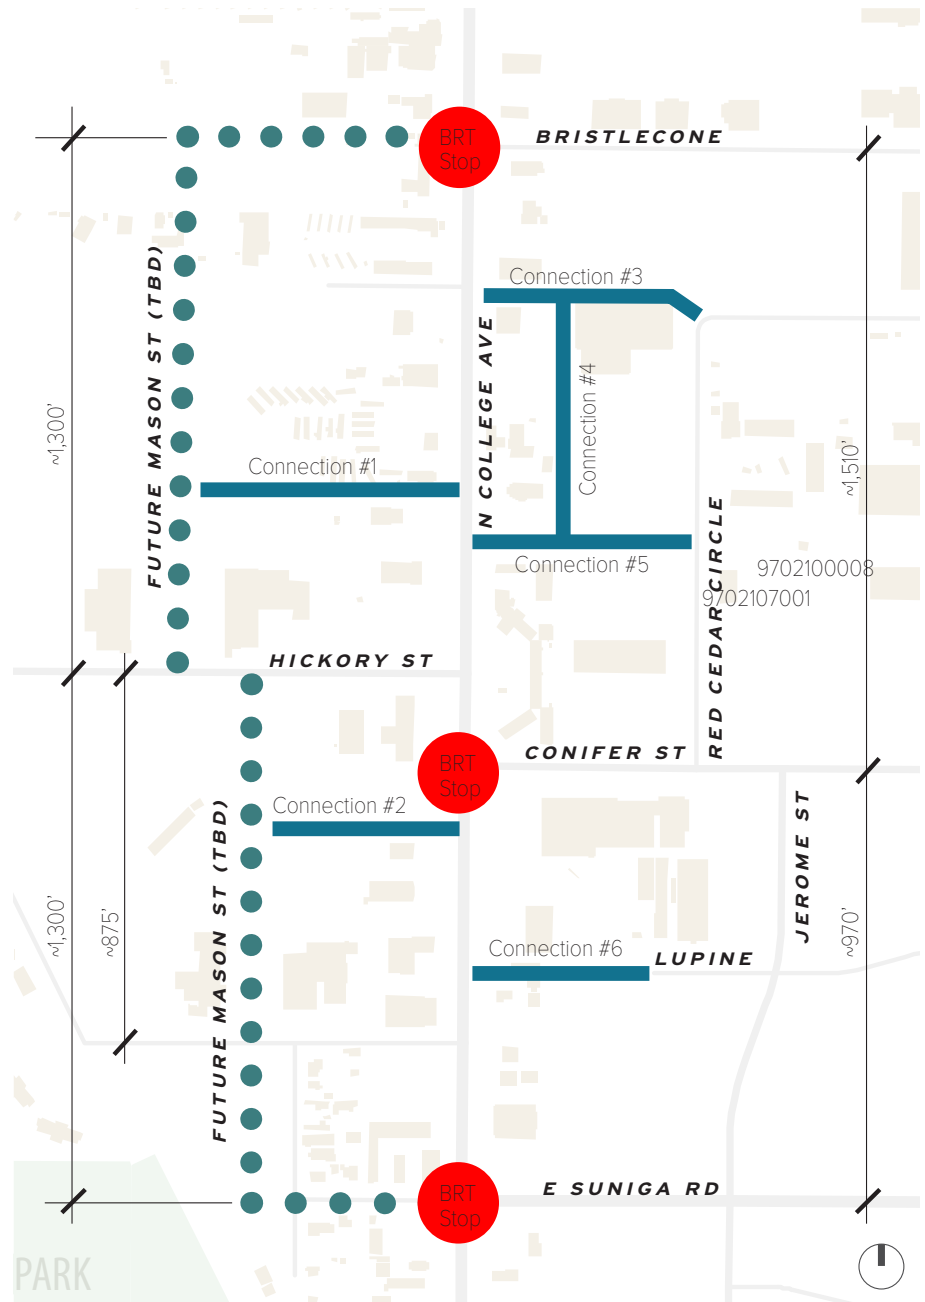 BRT
Stop
BRISTLECONE
Connection #3
FUTURE MASON ST (TBD)
N COLLEGE AVE
Connection #4
~1,300’
~1,510’
Connection #1
Connection #5
RED CEDAR CIRCLE
9702100008
9702107001
HICKORY ST
CONIFER ST
BRT
Stop
Connection #2
JEROME ST
FUTURE MASON ST (TBD)
~1,300’
~875’
~970’
Connection #6
LUPINE
E SUNIGA RD
BRT
Stop
PARK